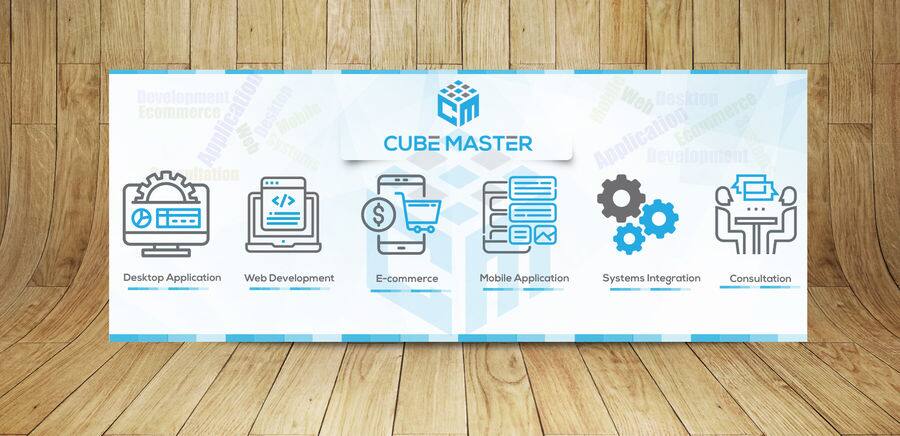 Development
Ecommerce
Application
Web
Desktop
Mobile
Systems
Mobile
Web
Desktop
Ecommerce
Application
Development
CM
CUBE MASTER
Desktop Application
Web Development
E-commerce
Mobile Application
Systems Integration
Consultation